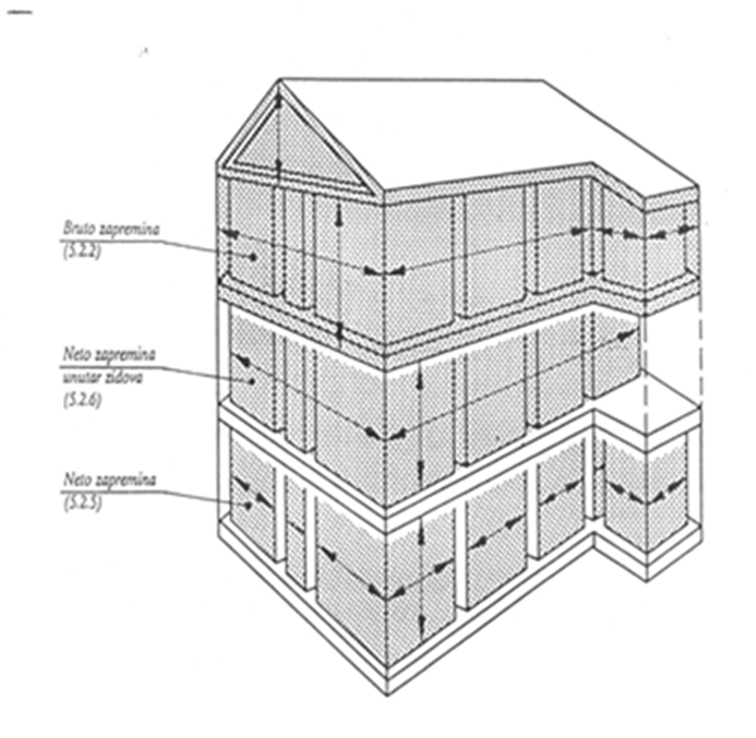 Bruto zapremina
(5.2.2)
Neto zapremina
unutar zidova
(5.2.6)
Neto zapremina
(5.2.5)